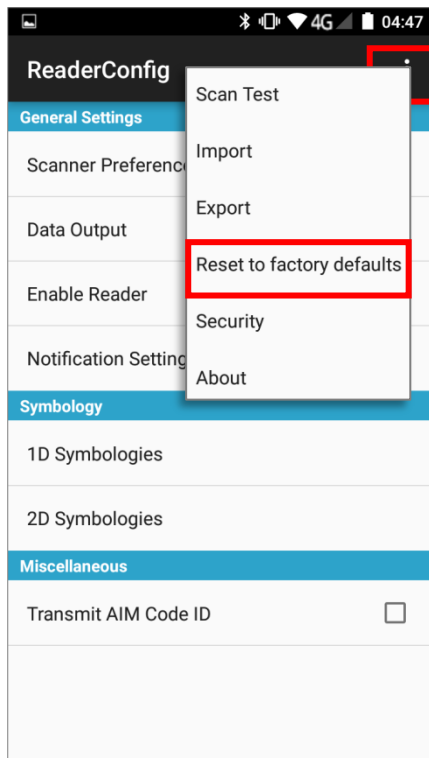 4G 04:47
ReaderConfig
Scan Test
General Settings
Import
Scanner Preferenc
Export
Data Output
Reset to factory defaults
Enable Reader
Security
Notification Setting
About
Symbology
1D Symbologies
2D Symbologies
Miscellaneous
Transmit AIM Code ID